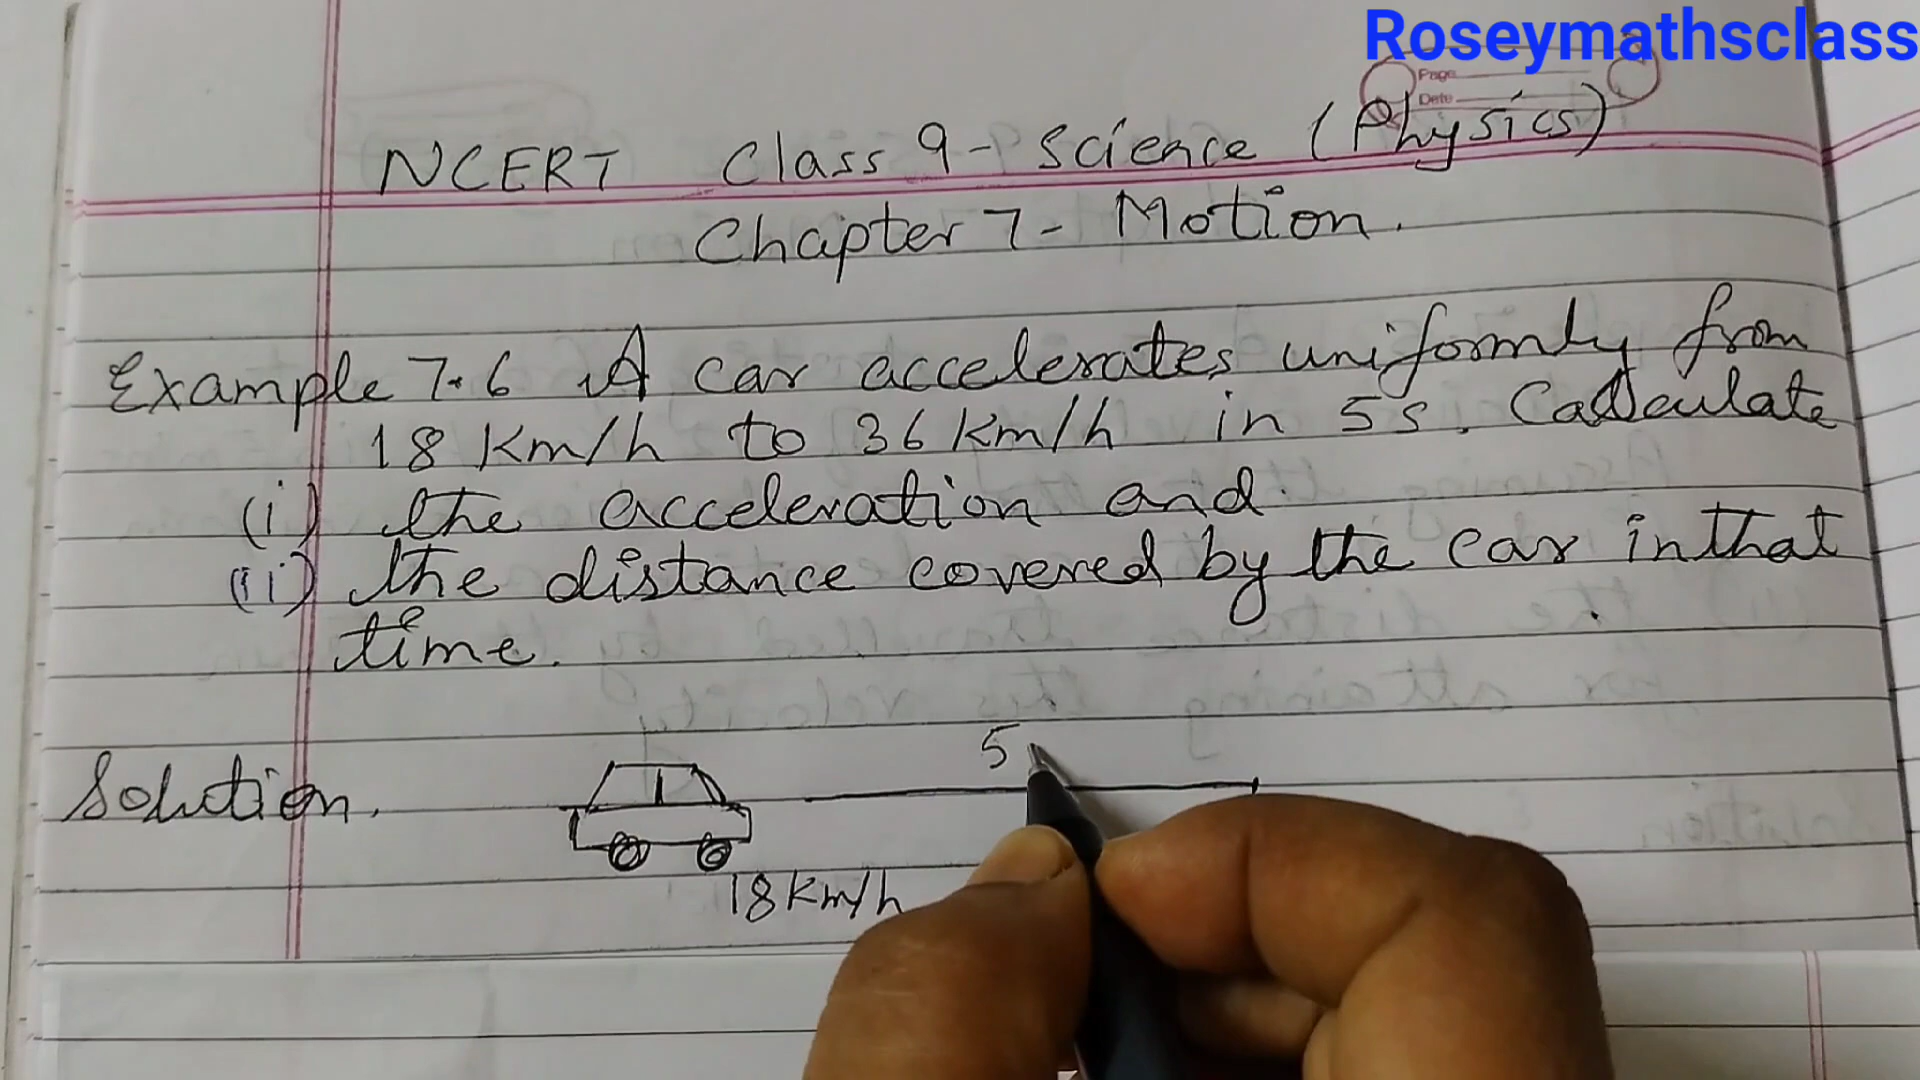 Roseymathsclass
Page
Date
NCERT Class 9 - Science (Physics)
Chapter 7 - Motion.
Example 7.6 A car accelerates uniformly from
18 Km/h to 36 Km/h in 5s. Calculate
(i) the acceleration and
(ii) the distance covered by the car in that
time.
5
Solution.
18 Km/h